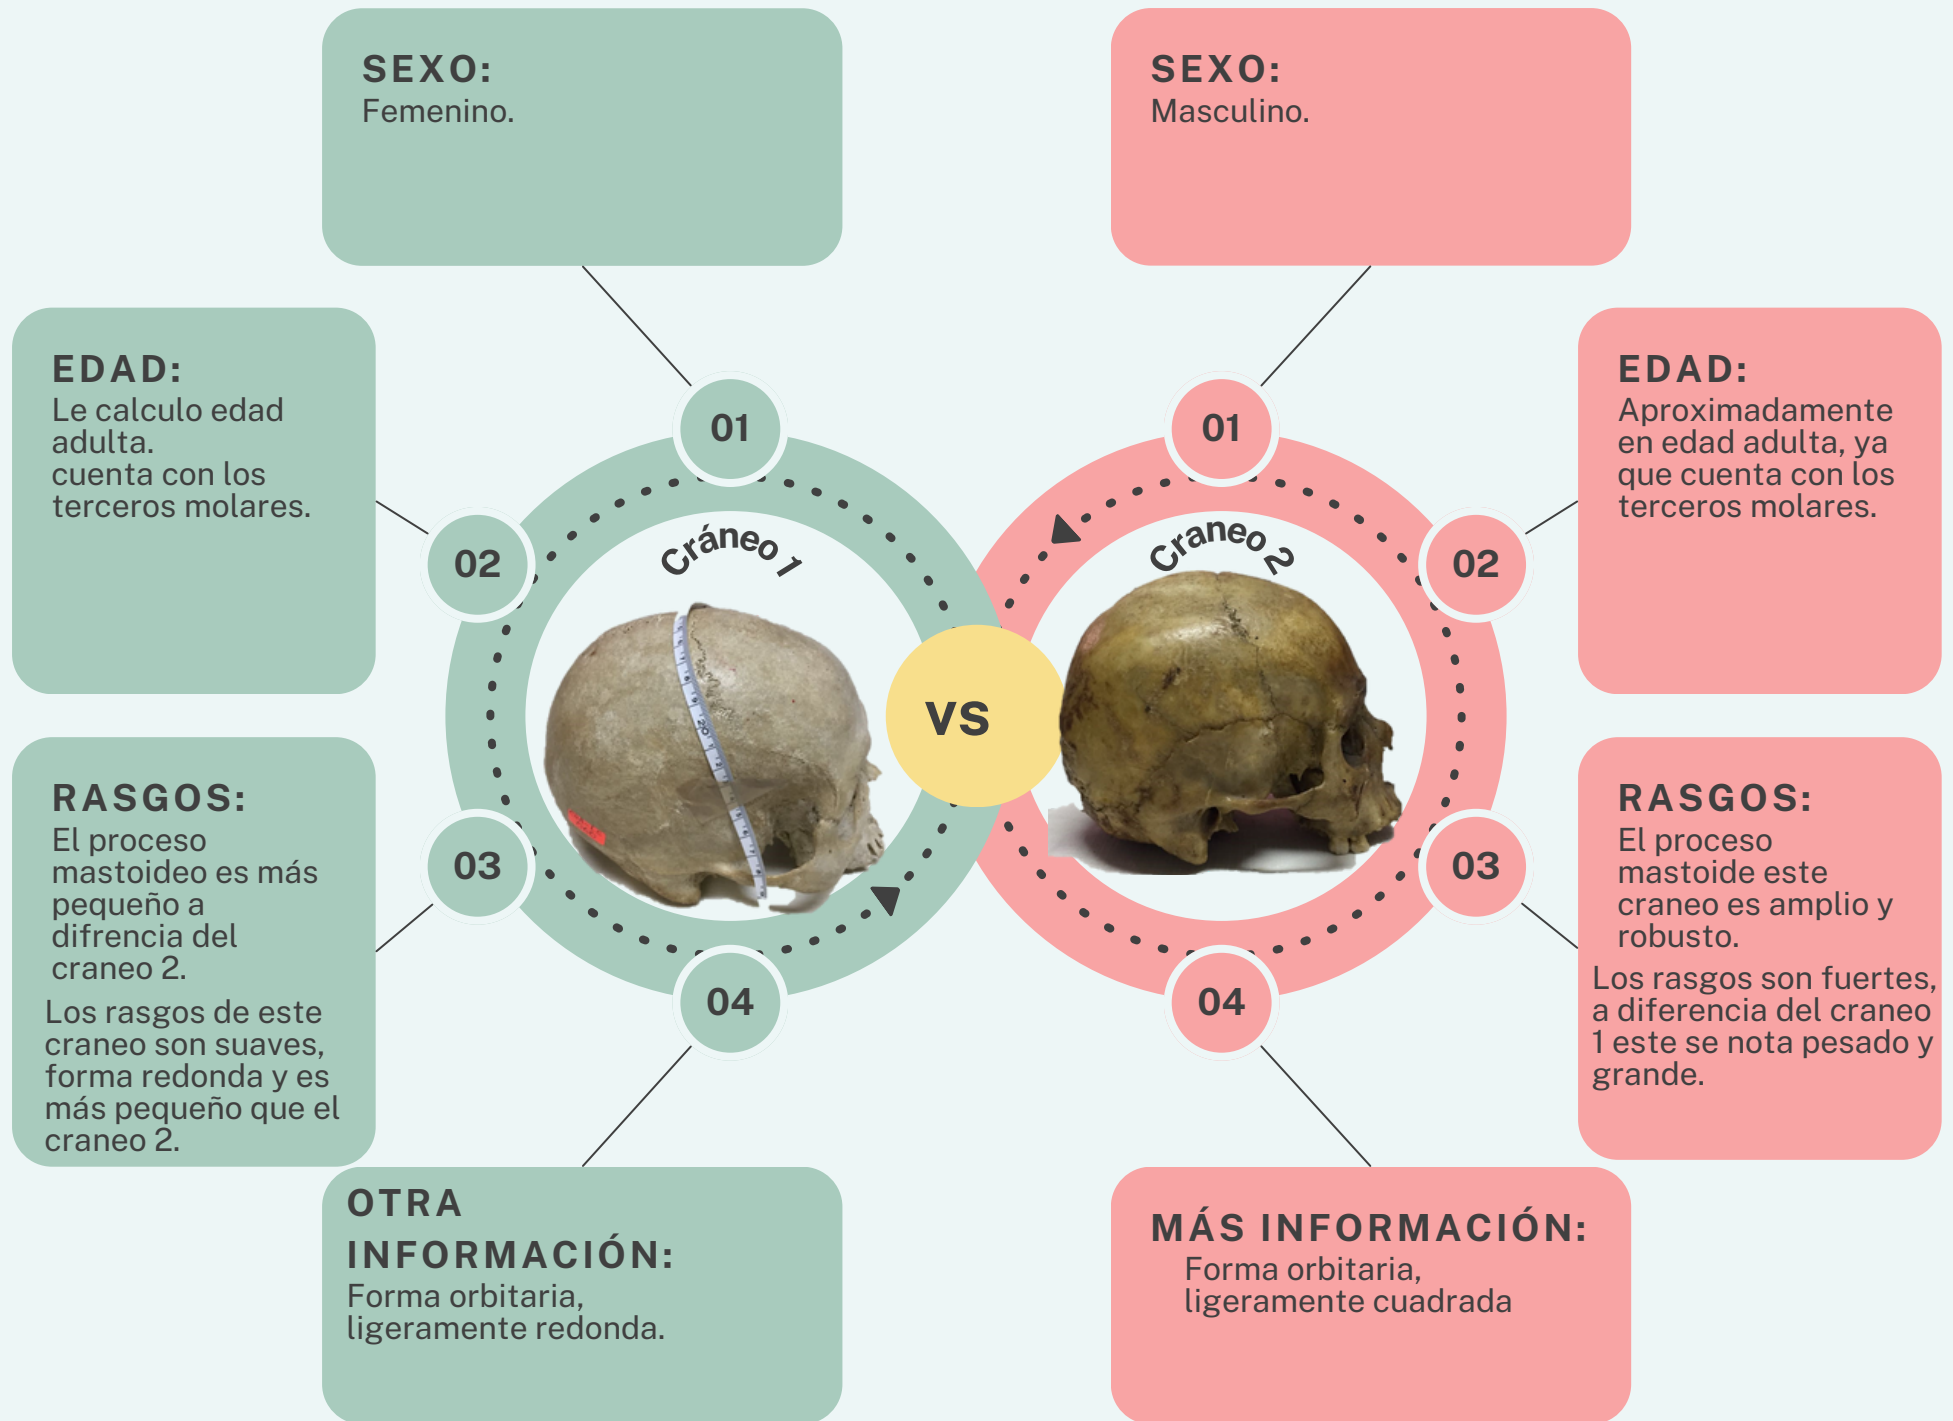 SEXO:
Femenino.
SEXO:
Masculino.
EDAD:
Le calculo edad
adulta.
cuenta con los
terceros molares.
EDAD:
Aproximadamente
en edad adulta, ya
que cuenta con los
terceros molares.
01
02
03
04
Cráneo 1
vs
01
02
03
04
Craneo 2
20
RASGOS:
El proceso
mastoideo es más
pequeño a
difrencia del
craneo 2.
Los rasgos de este
craneo son suaves,
forma redonda y es
más pequeño que el
craneo 2.
RASGOS:
El proceso
mastoide este
craneo es amplio y
robusto.
Los rasgos son fuertes,
a diferencia del craneo
1 este se nota pesado y
grande.
OTRA
INFORMACIÓN:
Forma orbitaria,
ligeramente redonda.
MÁS INFORMACIÓN:
Forma orbitaria,
ligeramente cuadrada